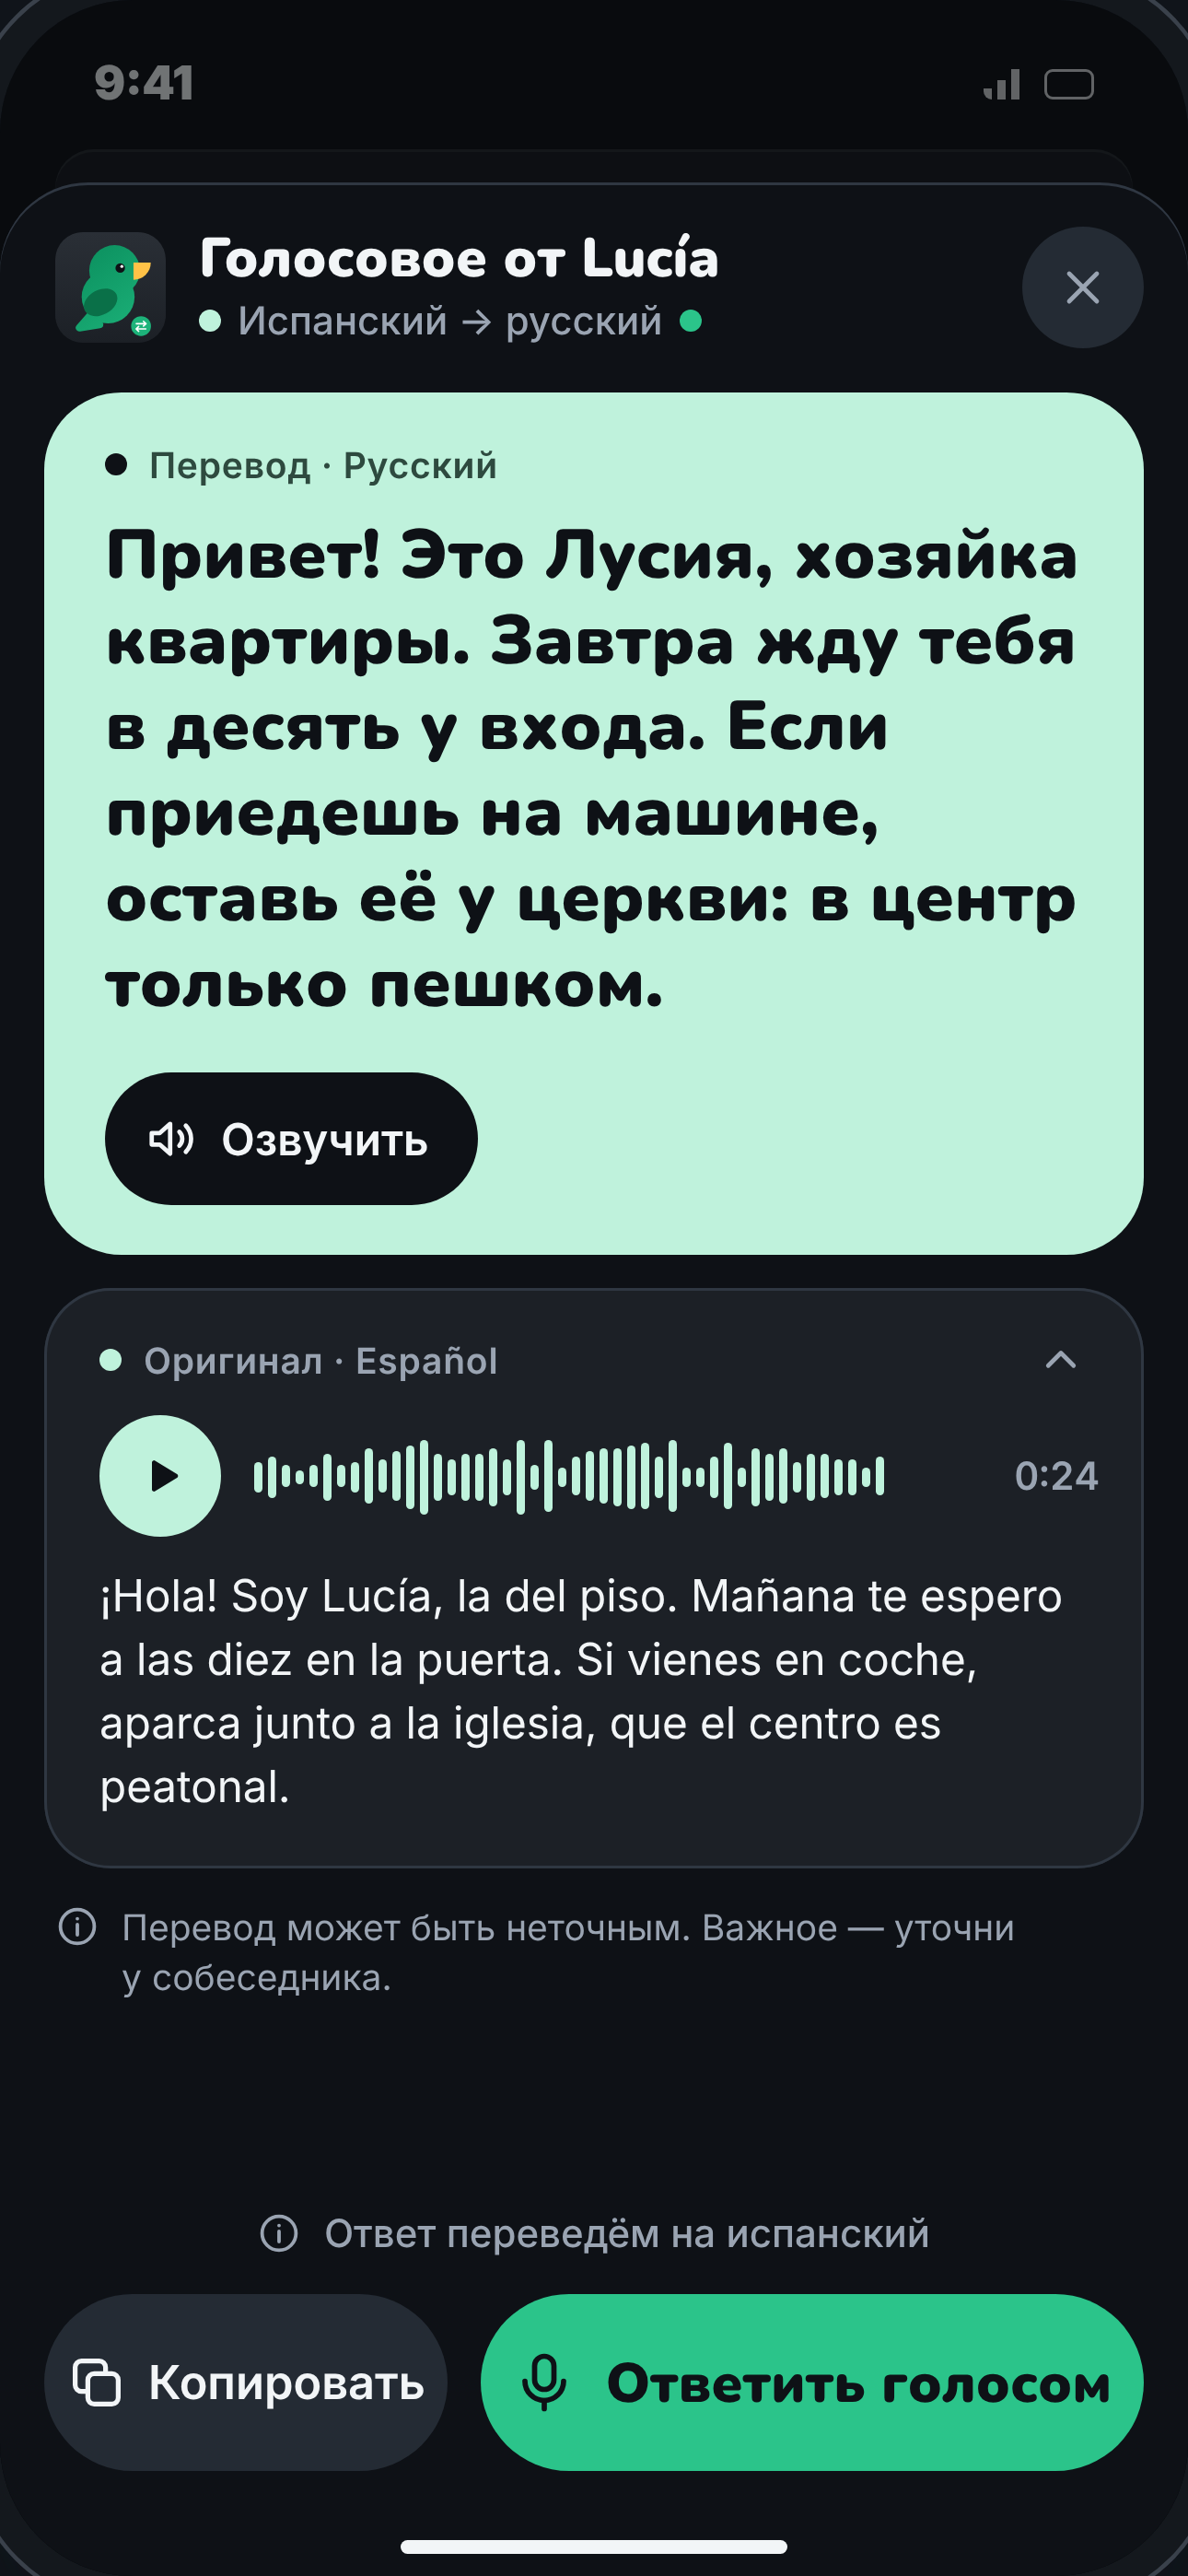 9:41
Голосовое от Lucía
Испанский → русский
Перевод · Русский
Привет! Это Лусия, хозяйка
квартиры. Завтра жду тебя
в десять у входа. Если
приедешь на машине,
оставь её у церкви: в центр
только пешком.
Озвучить
Оригинал · Español
0:24
¡Hola! Soy Lucía, la del piso. Mañana te espero
a las diez en la puerta. Si vienes en coche,
aparca junto a la iglesia, que el centro es
peatonal.
Перевод может быть неточным. Важное — уточни
у собеседника.
Ответ переведём на испанский
Копировать
Ответить голосом